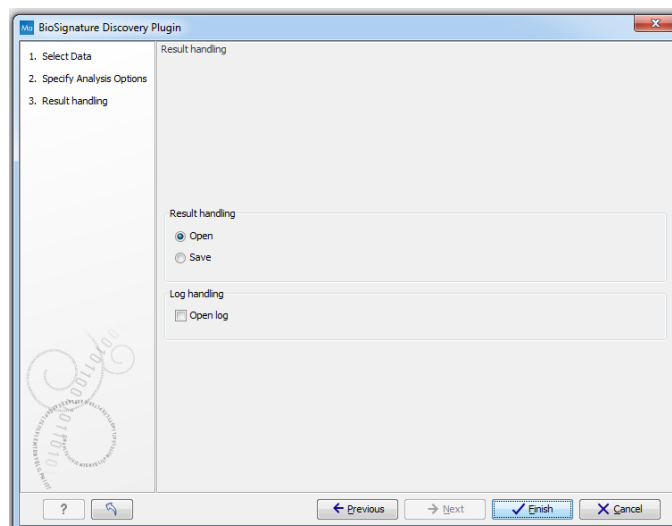 Ma BioSignature Discovery Plugin
1. Select Data
2. Specify Analysis Options
3. Result handling
Result handling
Result handling
Open
Save
Log handling
Open log
?
Previous
Next
Finish
Cancel